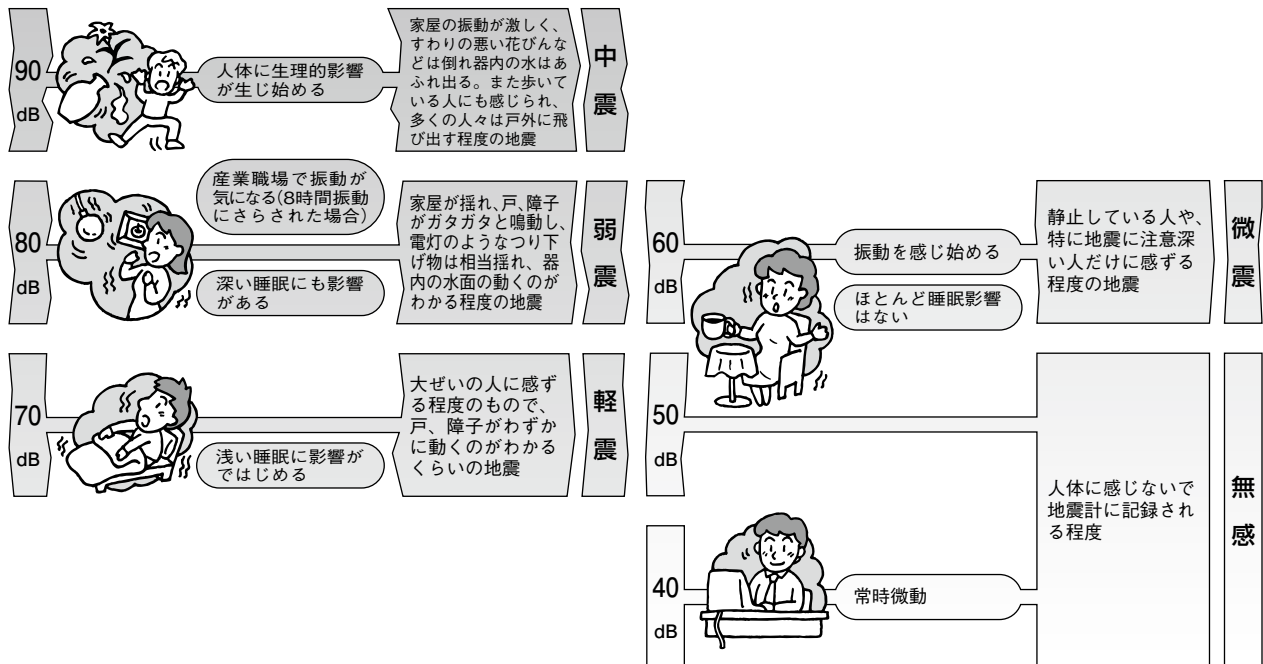 90
dB
人体に生理的影響
が生じ始める
家屋の振動が激しく、
すわりの悪い花びんな
どは倒れ器内の水はあ
ふれ出る。また歩いて
いる人にも感じられ、
多くの人々は戸外に飛
び出す程度の地震
中震
80
dB
産業職場で振動が
気になる(8時間振動
にさらされた場合)
深い睡眠にも影響
がある
家屋が揺れ、戸、障子
がガタガタと鳴動し、
電灯のようなつり下
げ物は相当揺れ、器
内の水面の動くのが
わかる程度の地震
弱震
70
dB
浅い睡眠に影響が
ではじめる
大ぜいの人に感ず
る程度のもので、
戸、障子がわずか
に動くのがわかる
くらいの地震
軽震
60
dB
振動を感じ始める
ほとんど睡眠影響
はない
静止している人や、
特に地震に注意深
い人だけに感ずる
程度の地震
微震
50
dB
40
dB
常時微動
人体に感じないで
地震計に記録され
る程度
無感